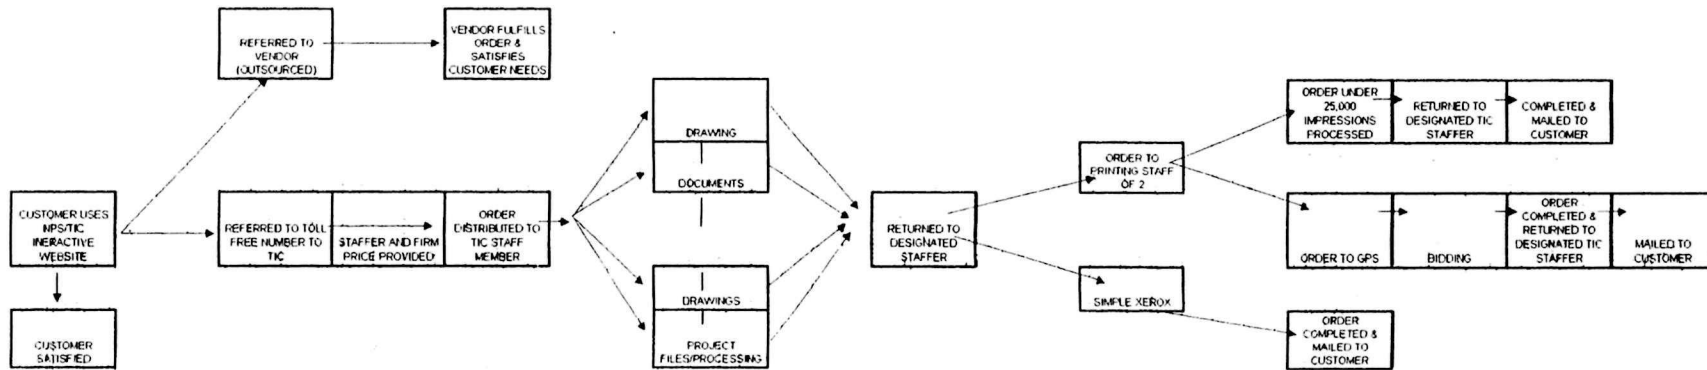 REFERRED TO
VENDOR
(OUTSOURCED)
VENDOR FULFILLS
ORDER &
SATISFIES
CUSTOMER NEEDS
CUSTOMER USES
NPS/TIC
INERACTIVE
WEBSITE
CUSTOMER
SATISFIED
REFERRED TO TOLL
FREE NUMBER TO
TIC
STAFFER AND FIRM
PRICE PROVIDED
ORDER
DISTRIBUTED TO
TIC STAFF
MEMBER
DRAWING
DOCUMENTS
DRAWINGS
PROJECT
FILES/PROCESSING
RETURNED TO
DESIGNATED
STAFFER
ORDER TO
PRINTING STAFF
OF 2
SIMPLE XEROX
ORDER UNDER
25,000
IMPRESSIONS
PROCESSED
RETURNED TO
DESIGNATED TIC
STAFFER
COMPLETED &
MAILED TO
CUSTOMER
ORDER TO GPS
BIDDING
ORDER
COMPLETED &
RETURNED TO
DESIGNATED TIC
STAFFER
MAILED TO
CUSTOMER
ORDER
COMPLETED &
MAILED TO
CUSTOMER